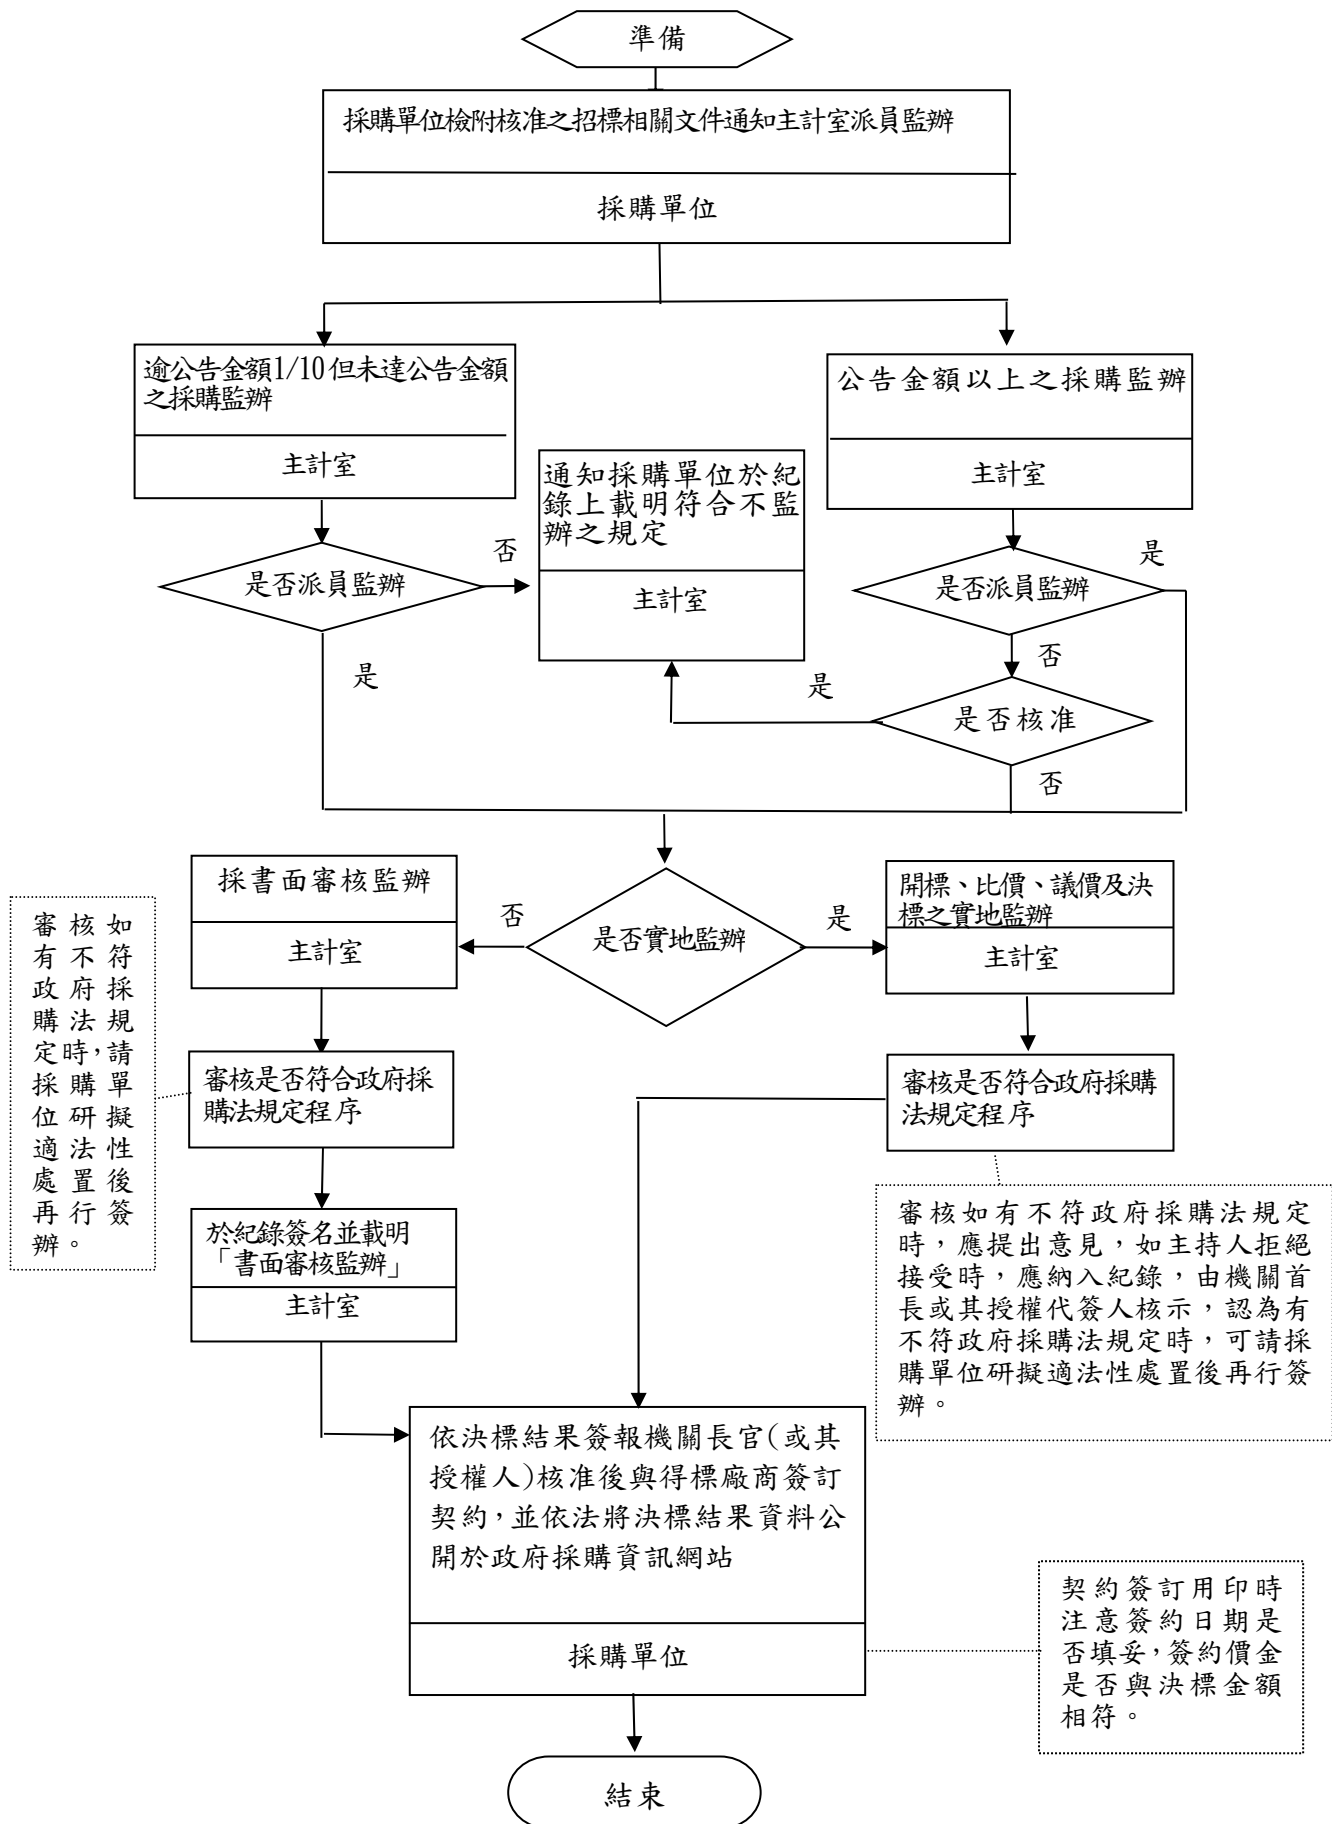 準備
採購單位檢附核准之招標相關文件通知主計室派員監辦
採購單位
逾公告金額1/10但未達公告金額
之採購監辦
主計室
公告金額以上之採購監辦
主計室
通知採購單位於紀
錄上載明符合不監
辦之規定
主計室
是否派員監辦
否
是
是否派員監辦
是
否
是否核准
是
否
是否實地監辦
否
是
採書面審核監辦
主計室
開標、比價、議價及決
標之實地監辦
主計室
審核如
有不符
政府採
購法規
定時，請
採購單
位研擬
適法性
處置後
再行簽
辦。
審核是否符合政府採
購法規定程序
審核是否符合政府採購
法規定程序
於紀錄簽名並載明
「書面審核監辦」
主計室
審核如有不符政府採購法規定
時，應提出意見，如主持人拒絕
接受時，應納入紀錄，由機關首
長或其授權代簽人核示，認為有
不符政府採購法規定時，可請採
購單位研擬適法性處置後再行簽
辦。
依決標結果簽報機關長官(或其
授權人)核准後與得標廠商簽訂
契約，並依法將決標結果資料公
開於政府採購資訊網站
採購單位
契約簽訂用印時
注意簽約日期是
否填妥，簽約價金
是否與決標金額
相符。
結束